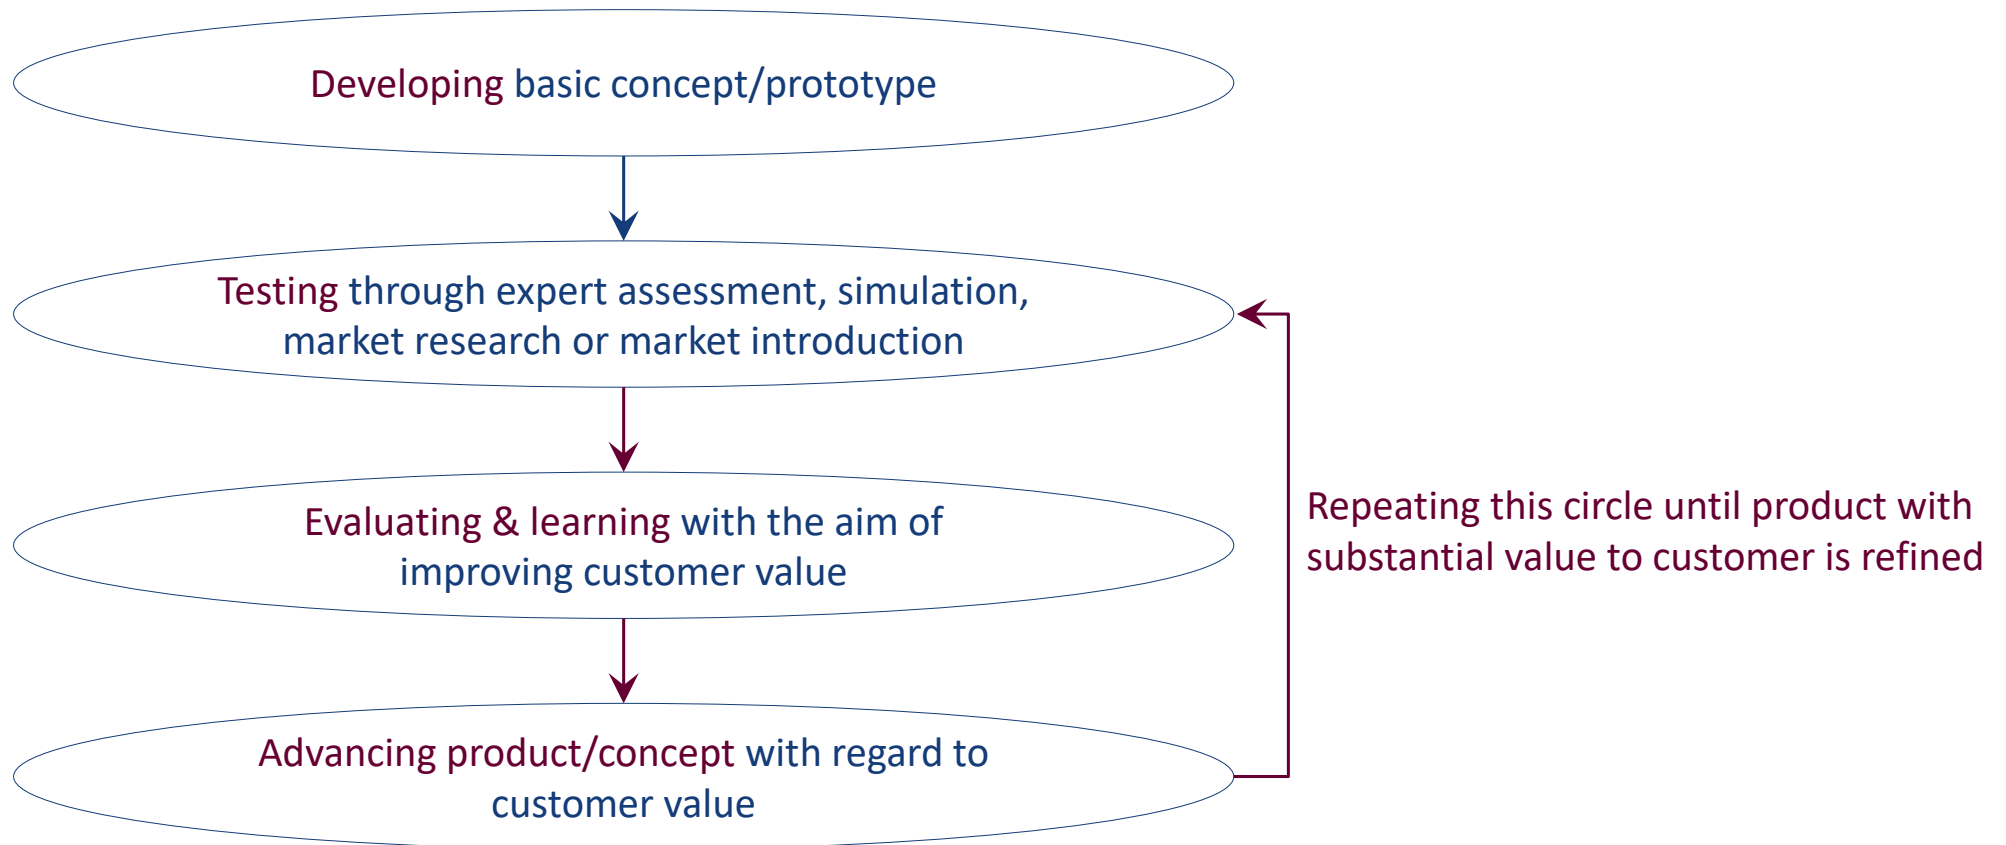 Developing basic concept/prototype
Testing through expert assessment, simulation,
market research or market introduction
Evaluating & learning with the aim of
improving customer value
Repeating this circle until product with
substantial value to customer is refined
Advancing product/concept with regard to
customer value